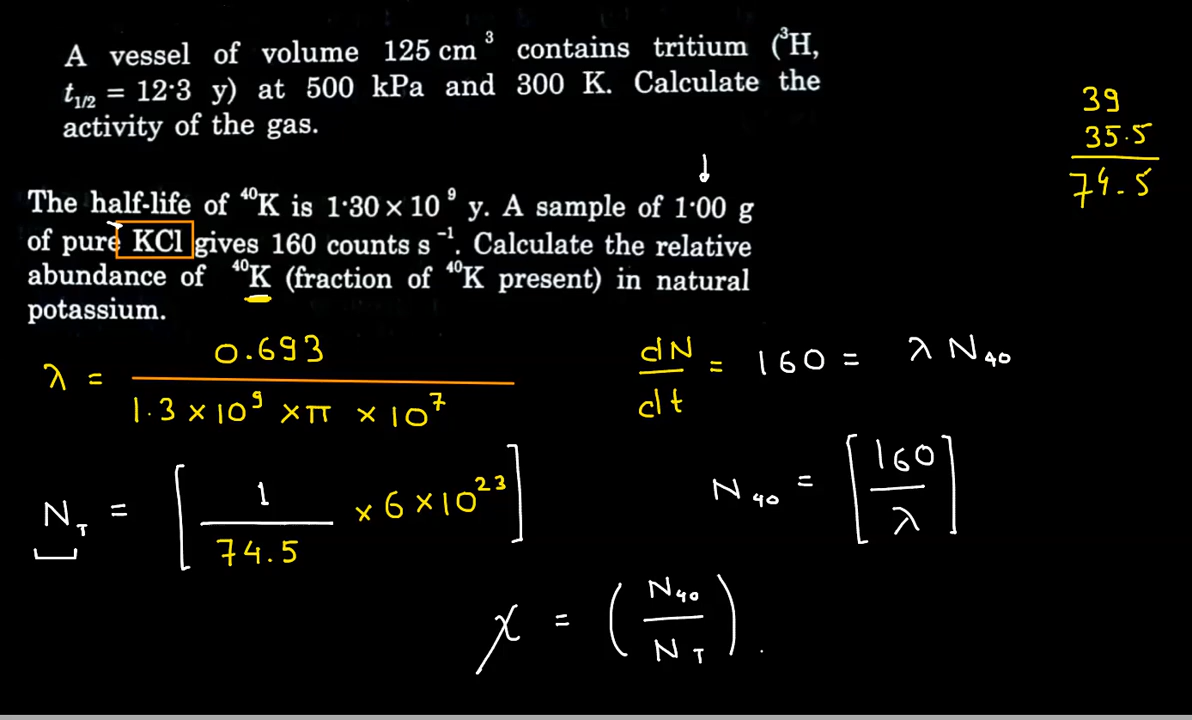 A vessel of volume 125 cm³ contains tritium (³H,
t₁/₂ = 12·3 y) at 500 kPa and 300 K. Calculate the
activity of the gas.
39
35.5
74.5
↓
The half-life of ⁴⁰K is 1·30 × 10⁹ y. A sample of 1·00 g
of pure KCl gives 160 counts s⁻¹. Calculate the relative
abundance of ⁴⁰K (fraction of ⁴⁰K present) in natural
potassium.
λ = 0.693 / 1.3 × 10⁹ × π × 10⁷
dN/dt = 160 = λ N₄₀
N_T = [1/74.5 × 6 × 10²³]
N₄₀ = [160/λ]
χ = (N₄₀/N_T).